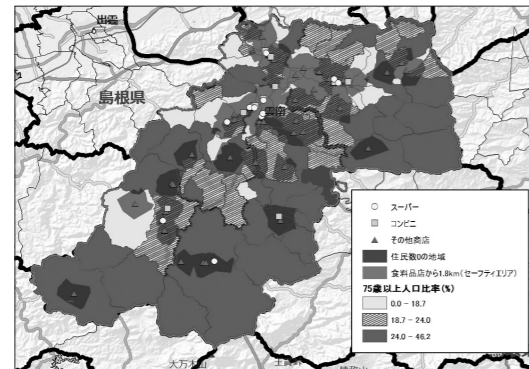 出雲
島根県
雲南
スーパー
コンビニ
その他商店
住民数0の地域
食料品店から1.8km(セーフティエリア)
75歳以上人口比率(%)
0.0 - 18.7
18.7 - 24.0
24.0 - 46.2
大万木山